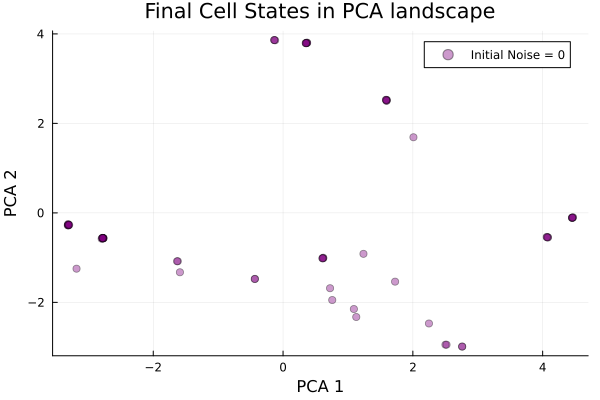 Final Cell States in PCA landscape
Initial Noise = 0
4
2
0
−2
PCA 2
−2
0
2
4
PCA 1